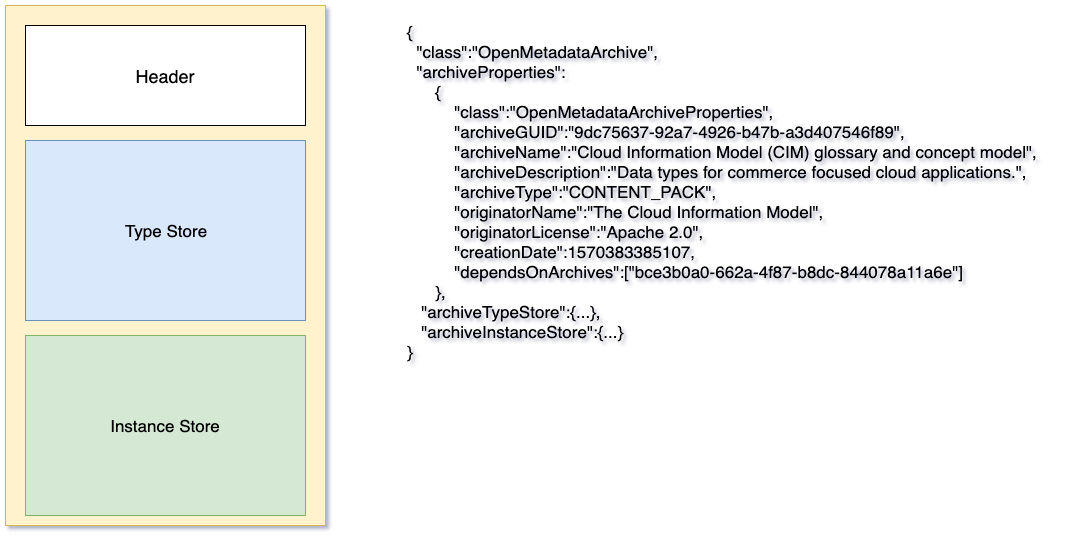 Header
Type Store
Instance Store
{
"class":"OpenMetadataArchive",
"archiveProperties":
{
"class":"OpenMetadataArchiveProperties",
"archiveGUID":"9dc75637-92a7-4926-b47b-a3d407546f89",
"archiveName":"Cloud Information Model (CIM) glossary and concept model",
"archiveDescription":"Data types for commerce focused cloud applications.",
"archiveType":"CONTENT_PACK",
"originatorName":"The Cloud Information Model",
"originatorLicense":"Apache 2.0",
"creationDate":1570383385107,
"dependsOnArchives":["bce3b0a0-662a-4f87-b8dc-844078a11a6e"]
},
"archiveTypeStore":{...},
"archiveInstanceStore":{...}
}